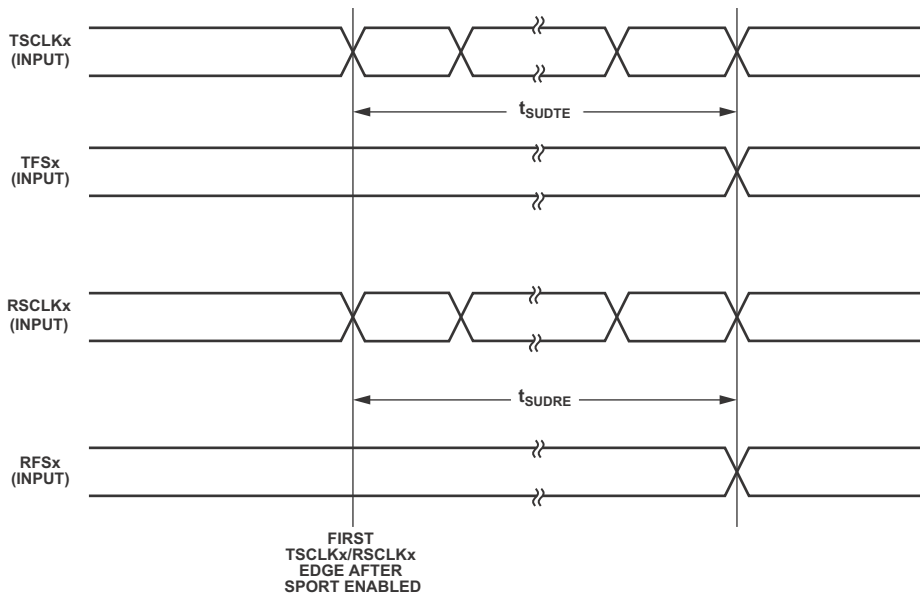 TSCLKx
(INPUT)
tSUDTE
TFSx
(INPUT)
RSCLKx
(INPUT)
tSUDRE
RFSx
(INPUT)
FIRST
TSCLKx/RSCLKx
EDGE AFTER
SPORT ENABLED